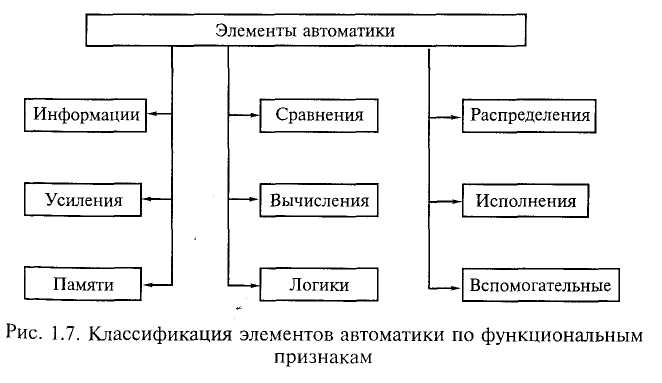 Элементы автоматики
Информации
Сравнения
Распределения
Усиления
Вычисления
Исполнения
Памяти
Логики
Вспомогательные
Рис. 1.7. Классификация элементов автоматики по функциональным
признакам